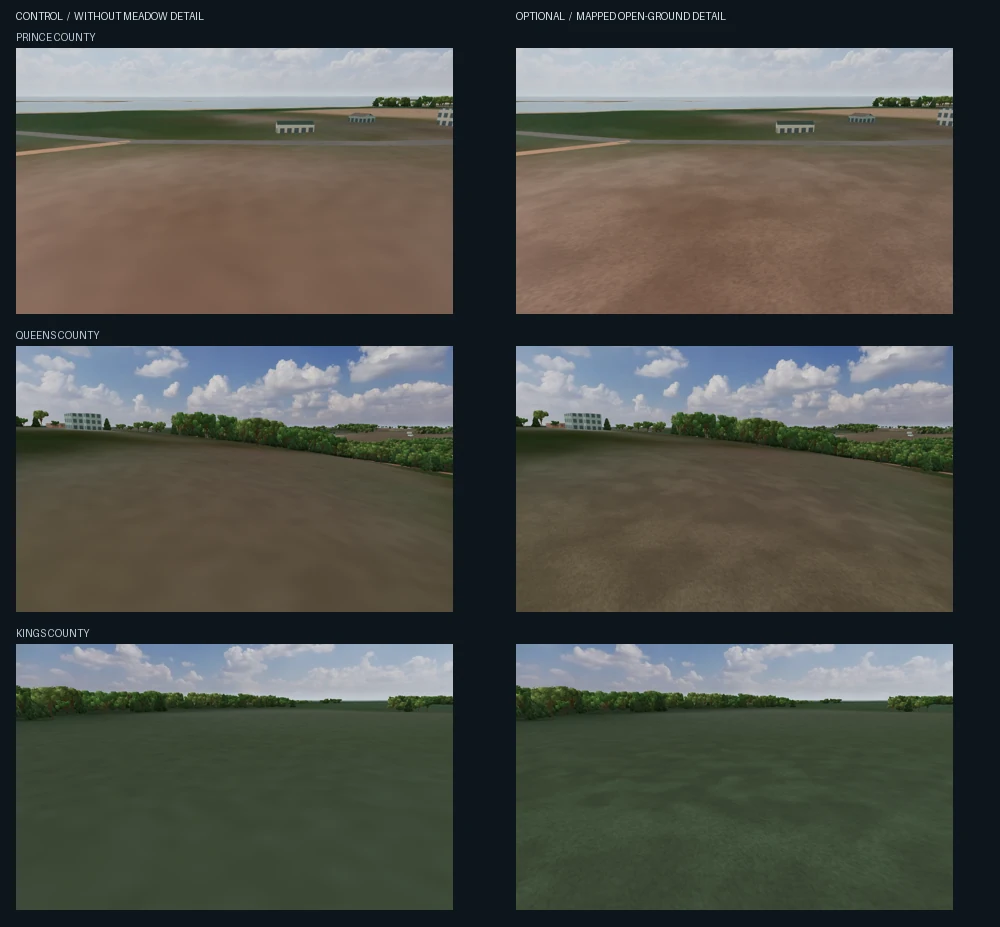 CONTROL / WITHOUT MEADOW DETAIL
OPTIONAL / MAPPED OPEN-GROUND DETAIL
PRINCE COUNTY
QUEENS COUNTY
KINGS COUNTY